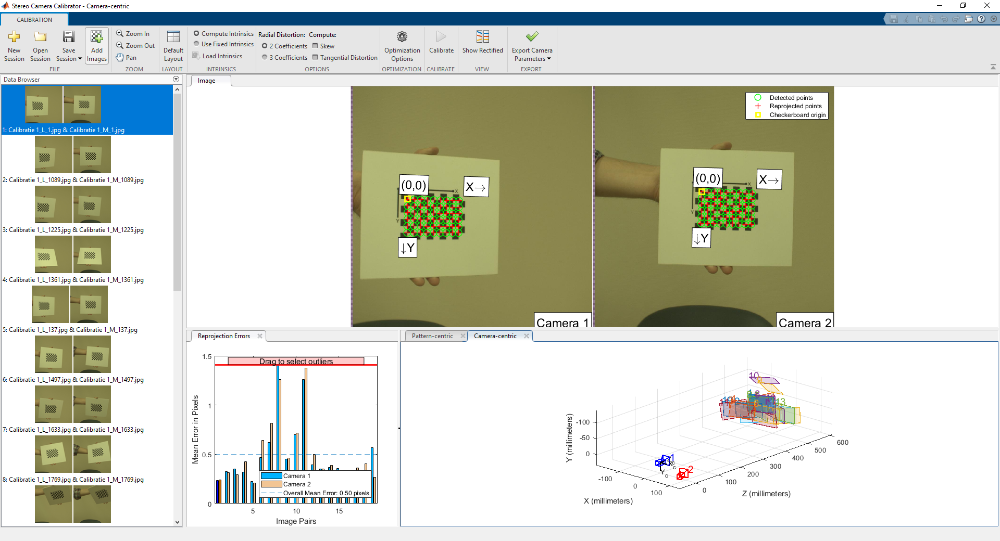 Stereo Camera Calibrator - Camera-centric
CALIBRATION
New Session
Open Session
Save Session
Add Images
FILE
Zoom In
Zoom Out
Pan
ZOOM
Default Layout
LAYOUT
Compute Intrinsics
Use Fixed Intrinsics
Load Intrinsics
INTRINSICS
Radial Distortion:
2 Coefficients
3 Coefficients
Compute:
Skew
Tangential Distortion
OPTIONS
Optimization Options
OPTIMIZATION
Calibrate
CALIBRATE
Show Rectified
VIEW
Export Camera Parameters
EXPORT
Data Browser
1: Calibratie 1_L_1.jpg & Calibratie 1_M_1.jpg
2: Calibratie 1_L_1089.jpg & Calibratie 1_M_1089.jpg
3: Calibratie 1_L_1225.jpg & Calibratie 1_M_1225.jpg
4: Calibratie 1_L_1361.jpg & Calibratie 1_M_1361.jpg
5: Calibratie 1_L_137.jpg & Calibratie 1_M_137.jpg
6: Calibratie 1_L_1497.jpg & Calibratie 1_M_1497.jpg
7: Calibratie 1_L_1633.jpg & Calibratie 1_M_1633.jpg
8: Calibratie 1_L_1769.jpg & Calibratie 1_M_1769.jpg
Image
(0,0)
X→
X
Y
↓Y
Camera 1
Detected points
Reprojected points
Checkerboard origin
(0,0)
X→
X
Y
↓Y
Camera 2
Reprojection Errors
Drag to select outliers
1.5
1
0.5
0
Mean Error in Pixels
Camera 1
Camera 2
Overall Mean Error: 0.50 pixels
5
10
15
Image Pairs
Pattern-centric
Camera-centric
10
13
-100
-50
0
Y (millimeters)
-100
0
100
X (millimeters)
0
100
200
300
400
500
600
Z (millimeters)
1
2
Yc